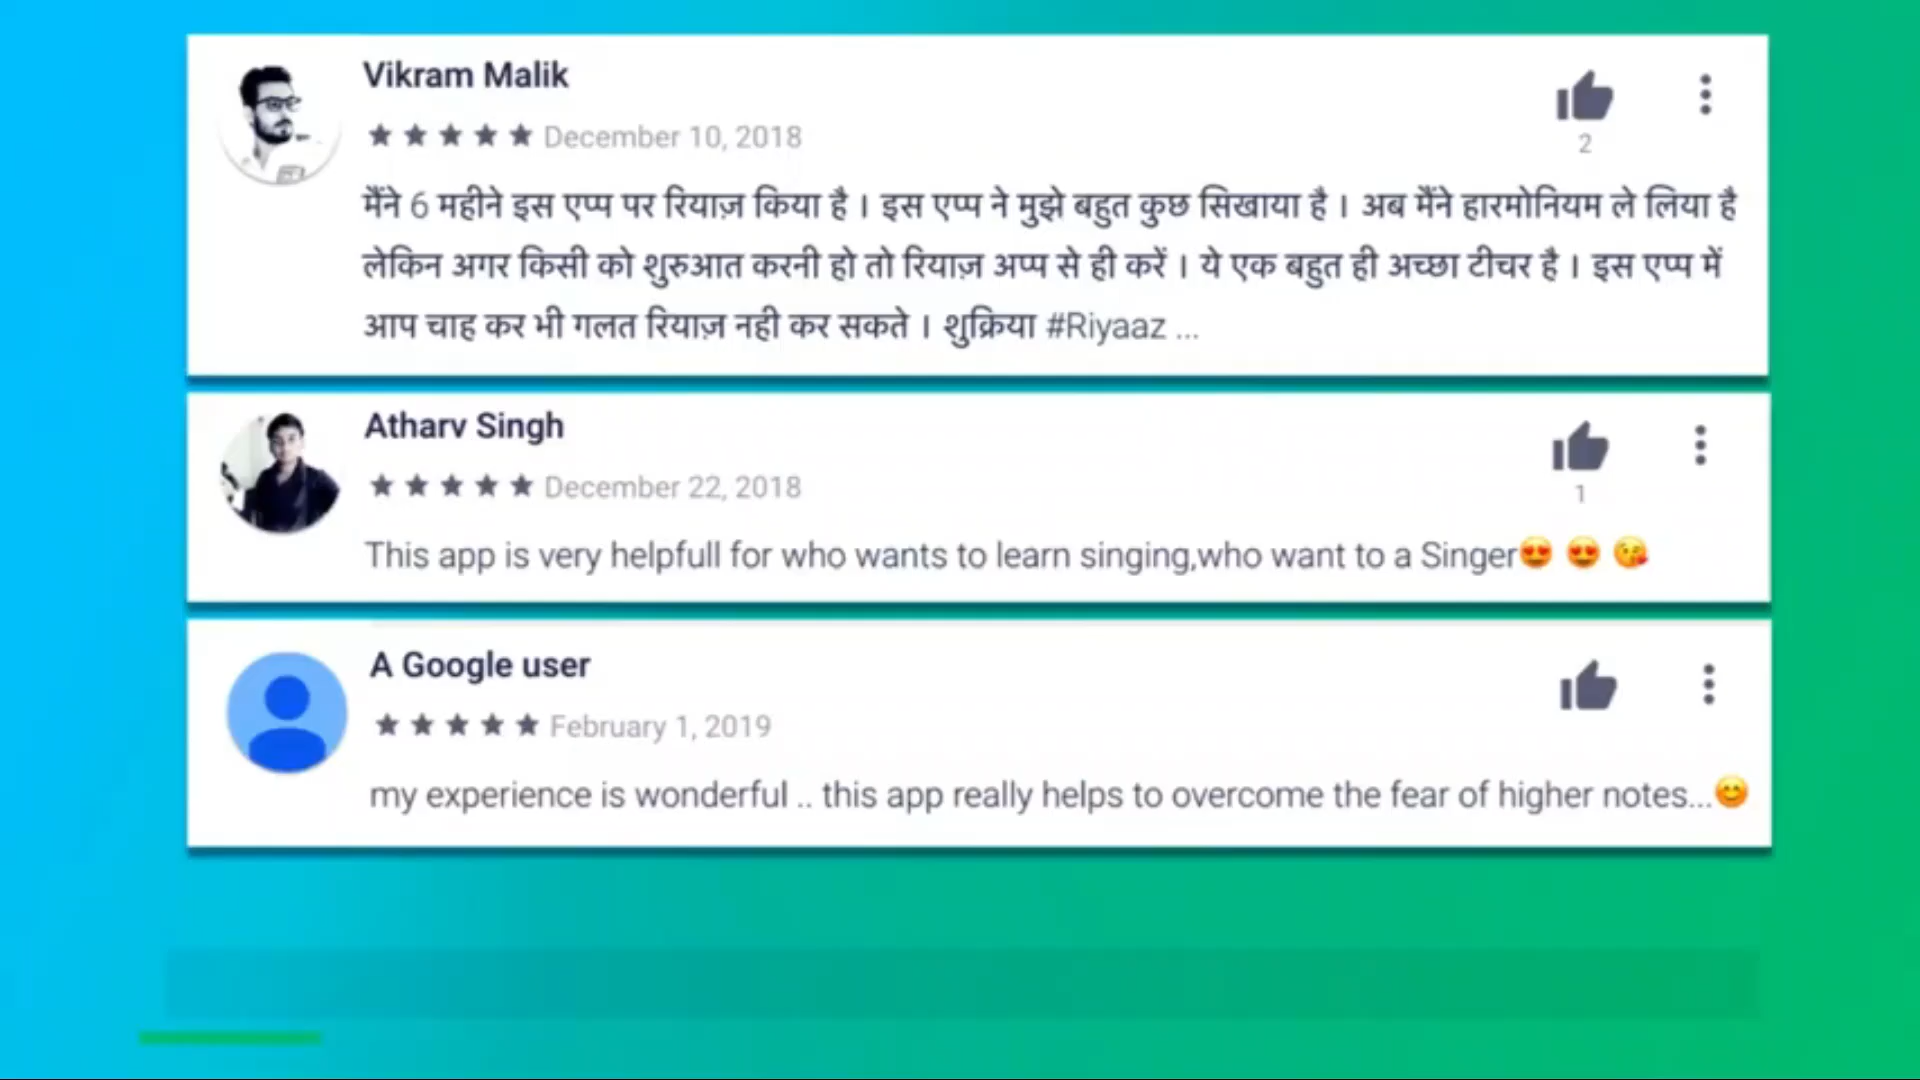 Vikram Malik
December 10, 2018
2
मैंने 6 महीने इस एप्प पर रियाज़ किया है । इस एप्प ने मुझे बहुत कुछ सिखाया है । अब मैंने हारमोनियम ले लिया है
लेकिन अगर किसी को शुरुआत करनी हो तो रियाज़ अप्प से ही करें । ये एक बहुत ही अच्छा टीचर है । इस एप्प में
आप चाह कर भी गलत रियाज़ नही कर सकते । शुक्रिया #Riyaaz ...
Atharv Singh
December 22, 2018
1
This app is very helpfull for who wants to learn singing,who want to a Singer😍 😍 😘
A Google user
February 1, 2019
my experience is wonderful .. this app really helps to overcome the fear of higher notes...😊